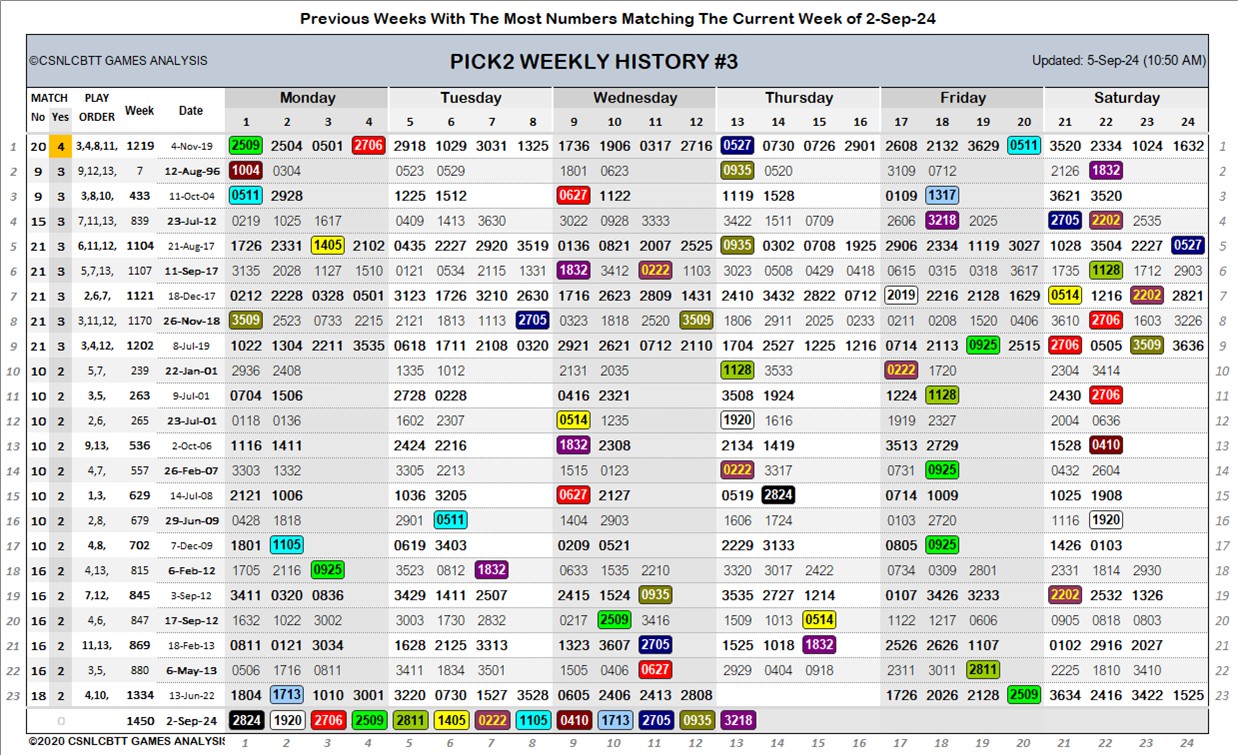 Previous Weeks With The Most Numbers Matching The Current Week of 2-Sep-24
©CSNLCBTT GAMES ANALYSIS PICK2 WEEKLY HISTORY #3 Updated: 5-Sep-24 (10:50 AM)
MATCH PLAY Week Date Monday Tuesday Wednesday Thursday Friday Saturday
No Yes ORDER 1 2 3 4 5 6 7 8 9 10 11 12 13 14 15 16 17 18 19 20 21 22 23 24
1 20 4 3,4,8,11, 1219 4-Nov-19 2509 2504 0501 2706 2918 1029 3031 1325 1736 1906 0317 2716 0527 0730 0726 2901 2608 2132 3629 0511 3520 2334 1024 1632 1
2 9 3 9,12,13, 7 12-Aug-96 1004 0304 0523 0529 1801 0623 0935 0520 3109 0712 2126 1832 2
3 9 3 3,8,10, 433 11-Oct-04 0511 2928 1225 1512 0627 1122 1119 1528 0109 1317 3621 3520 3
4 15 3 7,11,13, 839 23-Jul-12 0219 1025 1617 0409 1413 3630 3022 0928 3333 3422 1511 0709 2606 3218 2025 2705 2202 2535 4
5 21 3 6,11,12, 1104 21-Aug-17 1726 2331 1405 2102 0435 2227 2920 3519 0136 0821 2007 2525 0935 0302 0708 1925 2906 2334 1119 3027 1028 3504 2227 0527 5
6 21 3 5,7,13, 1107 11-Sep-17 3135 2028 1127 1510 0121 0534 2115 1331 1832 3412 0222 1103 3023 0508 0429 0418 0615 0315 0318 3617 1735 1128 1712 2903 6
7 21 3 2,6,7, 1121 18-Dec-17 0212 2228 0328 0501 3123 1736 3210 2630 1716 2623 2809 1431 2410 3432 2822 0712 2019 2216 2128 1629 0514 1216 2202 2821 7
8 21 3 3,11,12, 1170 26-Nov-18 3509 2523 0733 2215 2121 1813 1113 2705 0323 1818 2520 3509 1806 2911 2025 0233 0211 0208 1520 0406 3610 2706 1603 3226 8
9 21 3 3,4,12, 1202 8-Jul-19 1022 1304 2211 3535 0618 1711 2108 0320 2921 2621 0712 2110 1704 2527 1225 1216 0714 2113 0925 2515 2706 0505 3509 3636 9
10 10 2 5,7, 239 22-Jan-01 2936 2408 1335 1012 2131 2035 1128 3533 0222 1720 2304 3414 10
11 10 2 3,5, 263 9-Jul-01 0704 1506 2728 0228 0416 2321 3508 1924 1224 1128 2430 2706 11
12 10 2 2,6, 265 23-Jul-01 0118 0136 1602 2307 0514 1235 1920 1616 1919 2327 2004 0636 12
13 10 2 9,13, 536 2-Oct-06 1116 1411 2424 2216 1832 2308 2134 1419 3513 2729 1528 0410 13
14 10 2 4,7, 557 26-Feb-07 3303 1332 3305 2213 1515 0123 0222 3317 0731 0925 0432 2604 14
15 10 2 1,3, 629 14-Jul-08 2121 1006 1036 3205 0627 2127 0519 2824 0714 1009 1025 1908 15
16 10 2 2,8, 679 29-Jun-09 0428 1818 2901 0511 1404 2903 1606 1724 0103 2720 1116 1920 16
17 10 2 4,8, 702 7-Dec-09 1801 1105 0619 3403 0209 0521 2229 3133 0805 0925 1426 0103 17
18 16 2 4,13, 815 6-Feb-12 1705 2116 0925 3523 0812 1832 0633 1535 2210 3320 3017 2422 0734 0309 2801 2331 1814 2930 18
19 16 2 7,12, 845 3-Sep-12 3411 0320 0836 3429 1411 2507 2415 1524 0935 3535 2727 1214 0107 3426 3233 2202 2532 1326 19
20 16 2 4,6, 847 17-Sep-12 1632 1022 3002 3003 1730 2832 0217 2509 3416 1509 1013 0514 1122 1217 0606 0905 0818 0803 20
21 16 2 11,13, 869 18-Feb-13 0811 0121 3034 1628 2125 3313 1323 3607 2705 1525 1018 1832 2526 2626 1107 0102 2916 2027 21
22 16 2 3,5, 880 6-May-13 0506 1716 0811 3411 1834 3501 1505 0406 0627 2929 0404 0918 2311 3011 2811 2225 1810 3410 22
23 18 2 4,10, 1334 13-Jun-22 1804 1713 1010 3001 3220 0730 1527 3528 0605 2406 2413 2808 1726 2026 2128 2509 3634 2416 3422 1525 23
0 1450 2-Sep-24 2824 1920 2706 2509 2811 1405 0222 1105 0410 1713 2705 0935 3218
©2020 CSNLCBTT GAMES ANALYSIS 1 2 3 4 5 6 7 8 9 10 11 12 13 14 15 16 17 18 19 20 21 22 23 24